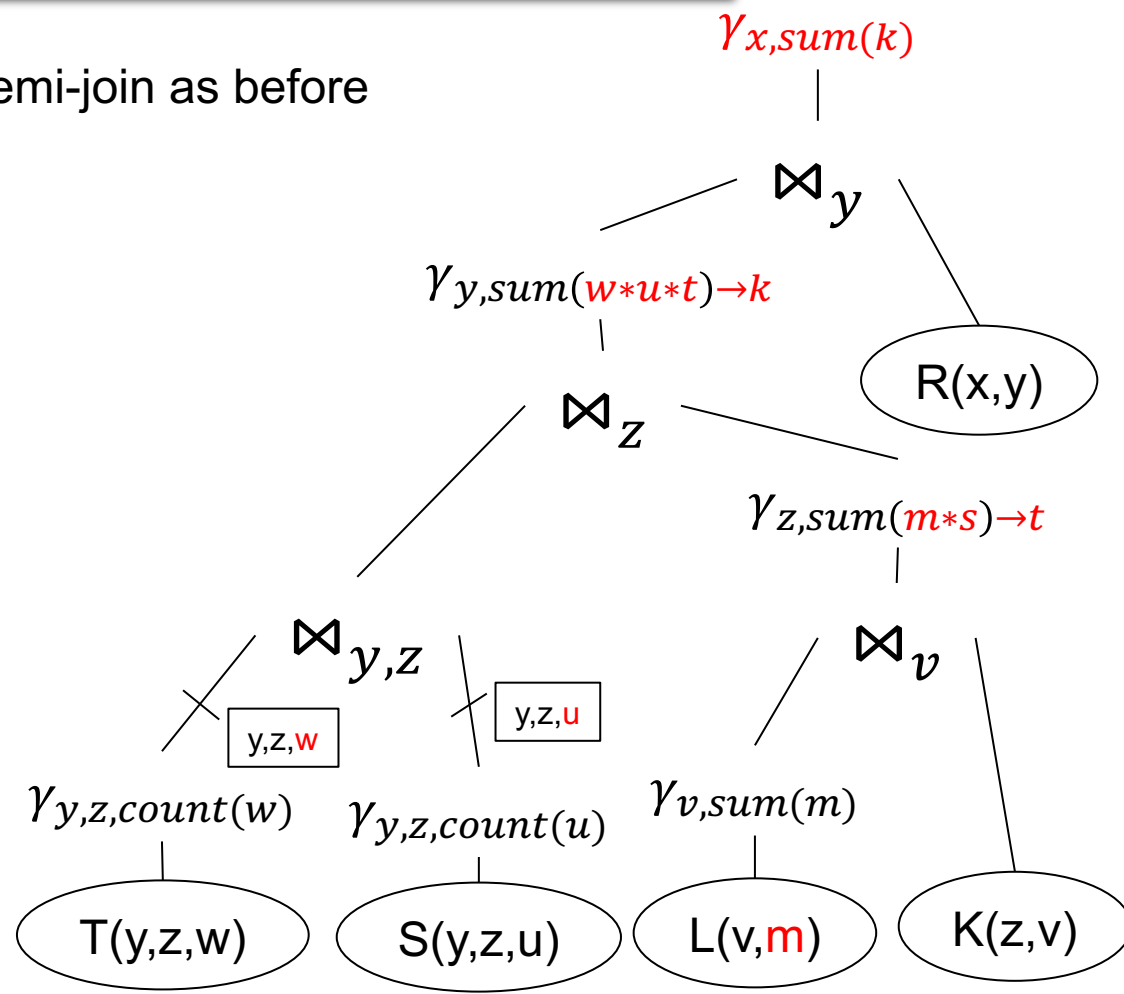 γx,sum(k)
emi-join as before
⋈y
γy,sum(w∗u∗t)→k
R(x,y)
⋈z
γz,sum(m∗s)→t
⋈y,z
⋈v
y,z,w
y,z,u
γy,z,count(w)
γy,z,count(u)
γv,sum(m)
T(y,z,w)
S(y,z,u)
L(v,m)
K(z,v)